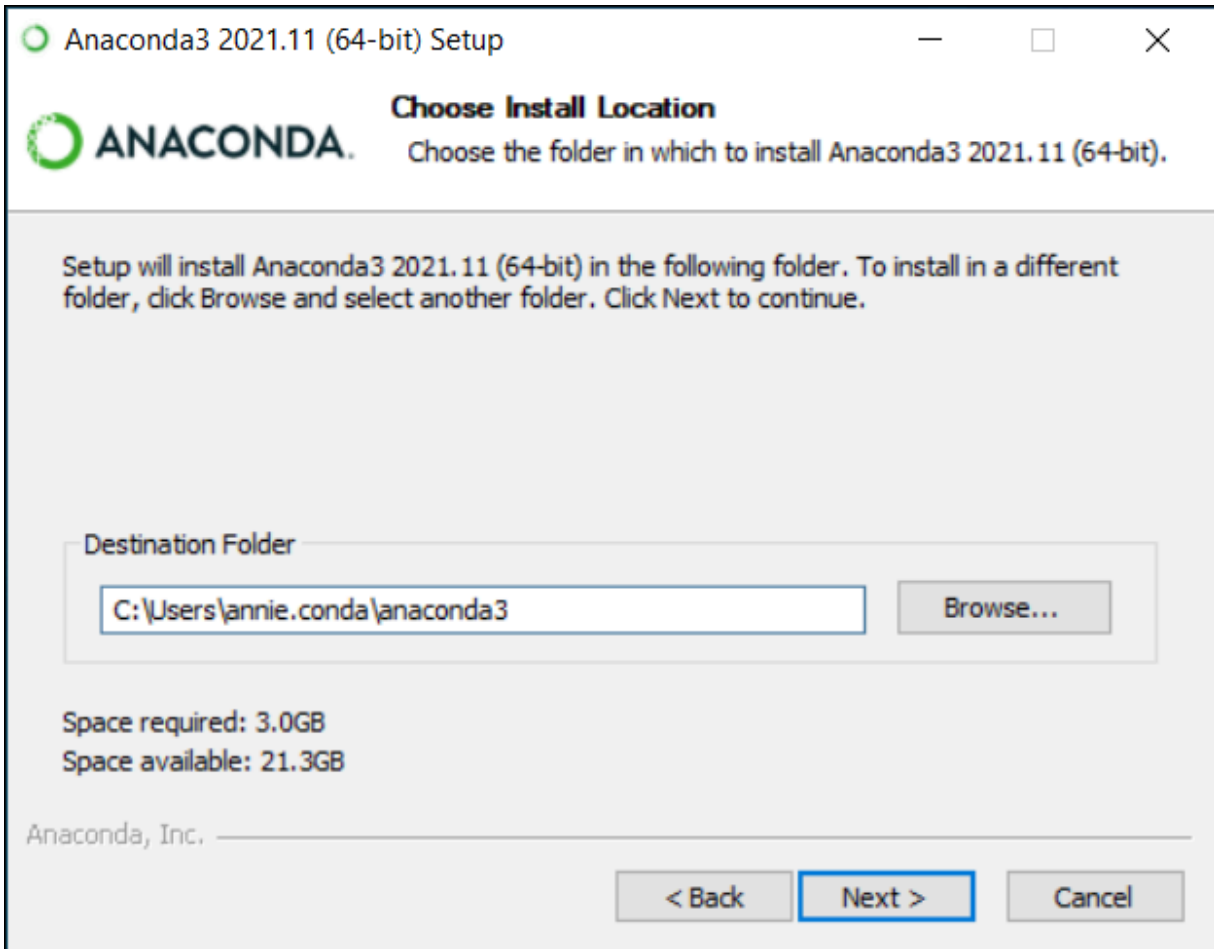 Anaconda3 2021.11 (64-bit) Setup
ANACONDA.
Choose Install Location
Choose the folder in which to install Anaconda3 2021.11 (64-bit).
Setup will install Anaconda3 2021.11 (64-bit) in the following folder. To install in a different
folder, click Browse and select another folder. Click Next to continue.
Destination Folder
C:\Users\annie.conda\anaconda3
Browse...
Space required: 3.0GB
Space available: 21.3GB
Anaconda, Inc.
< Back
Next >
Cancel